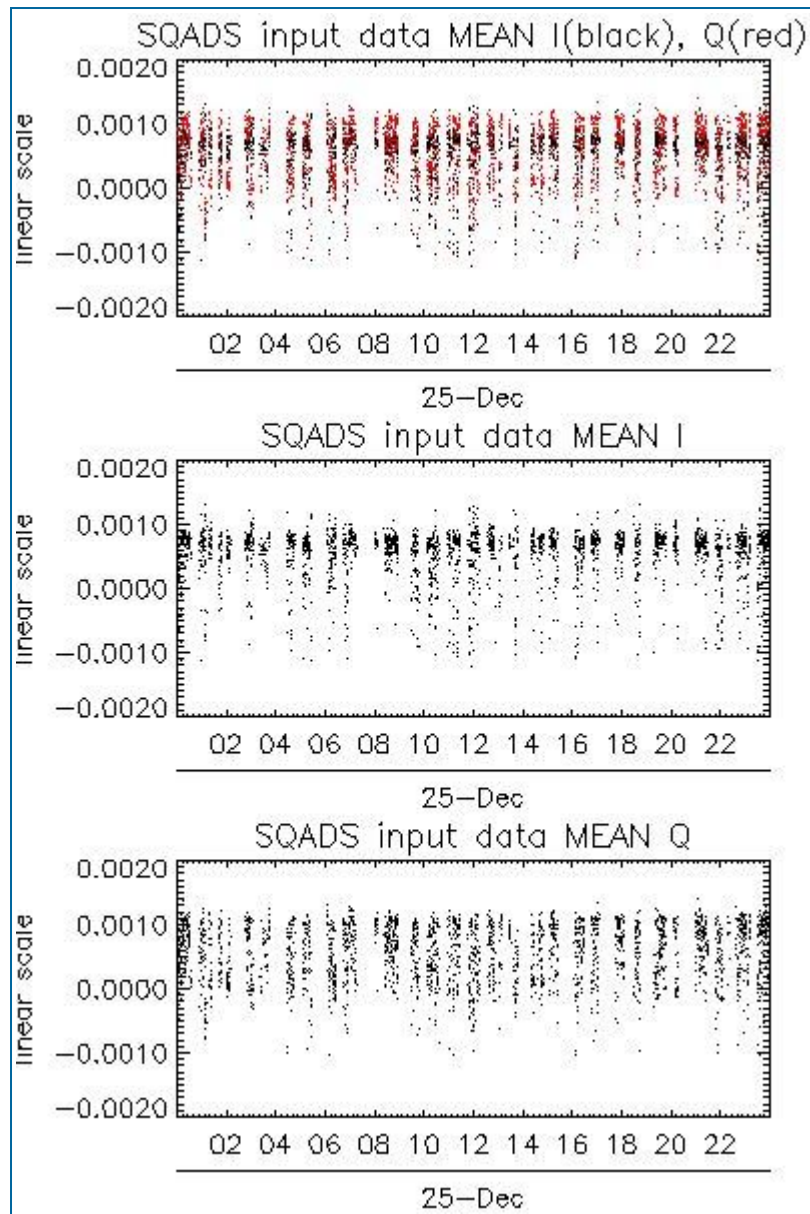 SQADS input data MEAN I(black), Q(red)
0.0020
0.0010
0.0000
−0.0010
−0.0020
linear scale
02 04 06 08 10 12 14 16 18 20 22
25−Dec
SQADS input data MEAN I
0.0020
0.0010
0.0000
−0.0010
−0.0020
linear scale
02 04 06 08 10 12 14 16 18 20 22
25−Dec
SQADS input data MEAN Q
0.0020
0.0010
0.0000
−0.0010
−0.0020
linear scale
02 04 06 08 10 12 14 16 18 20 22
25−Dec